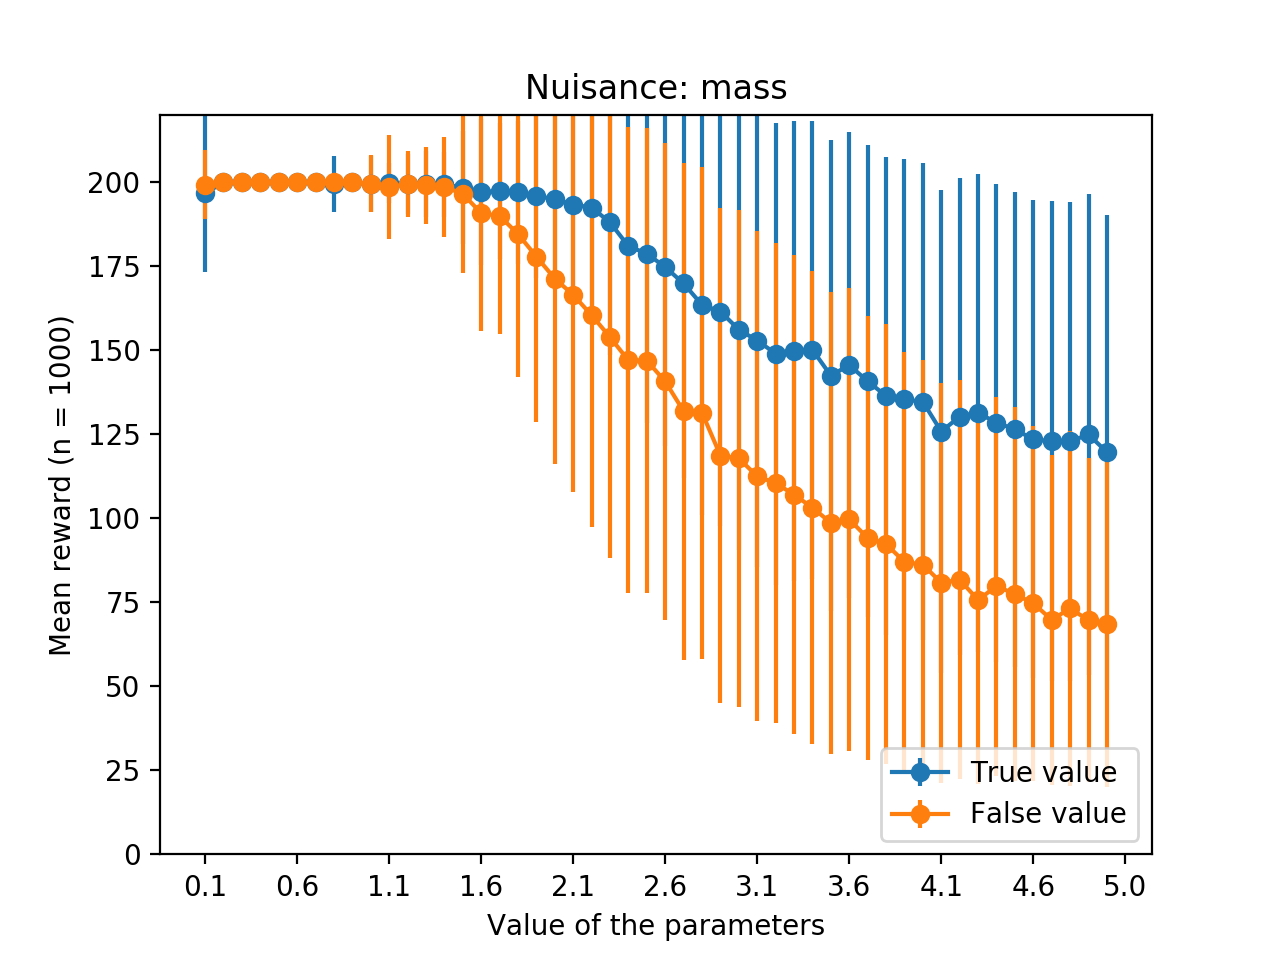 Nuisance: mass
Mean reward (n = 1000)
200
175
150
125
100
75
50
25
0
True value
False value
0.1 0.6 1.1 1.6 2.1 2.6 3.1 3.6 4.1 4.6 5.0
Value of the parameters